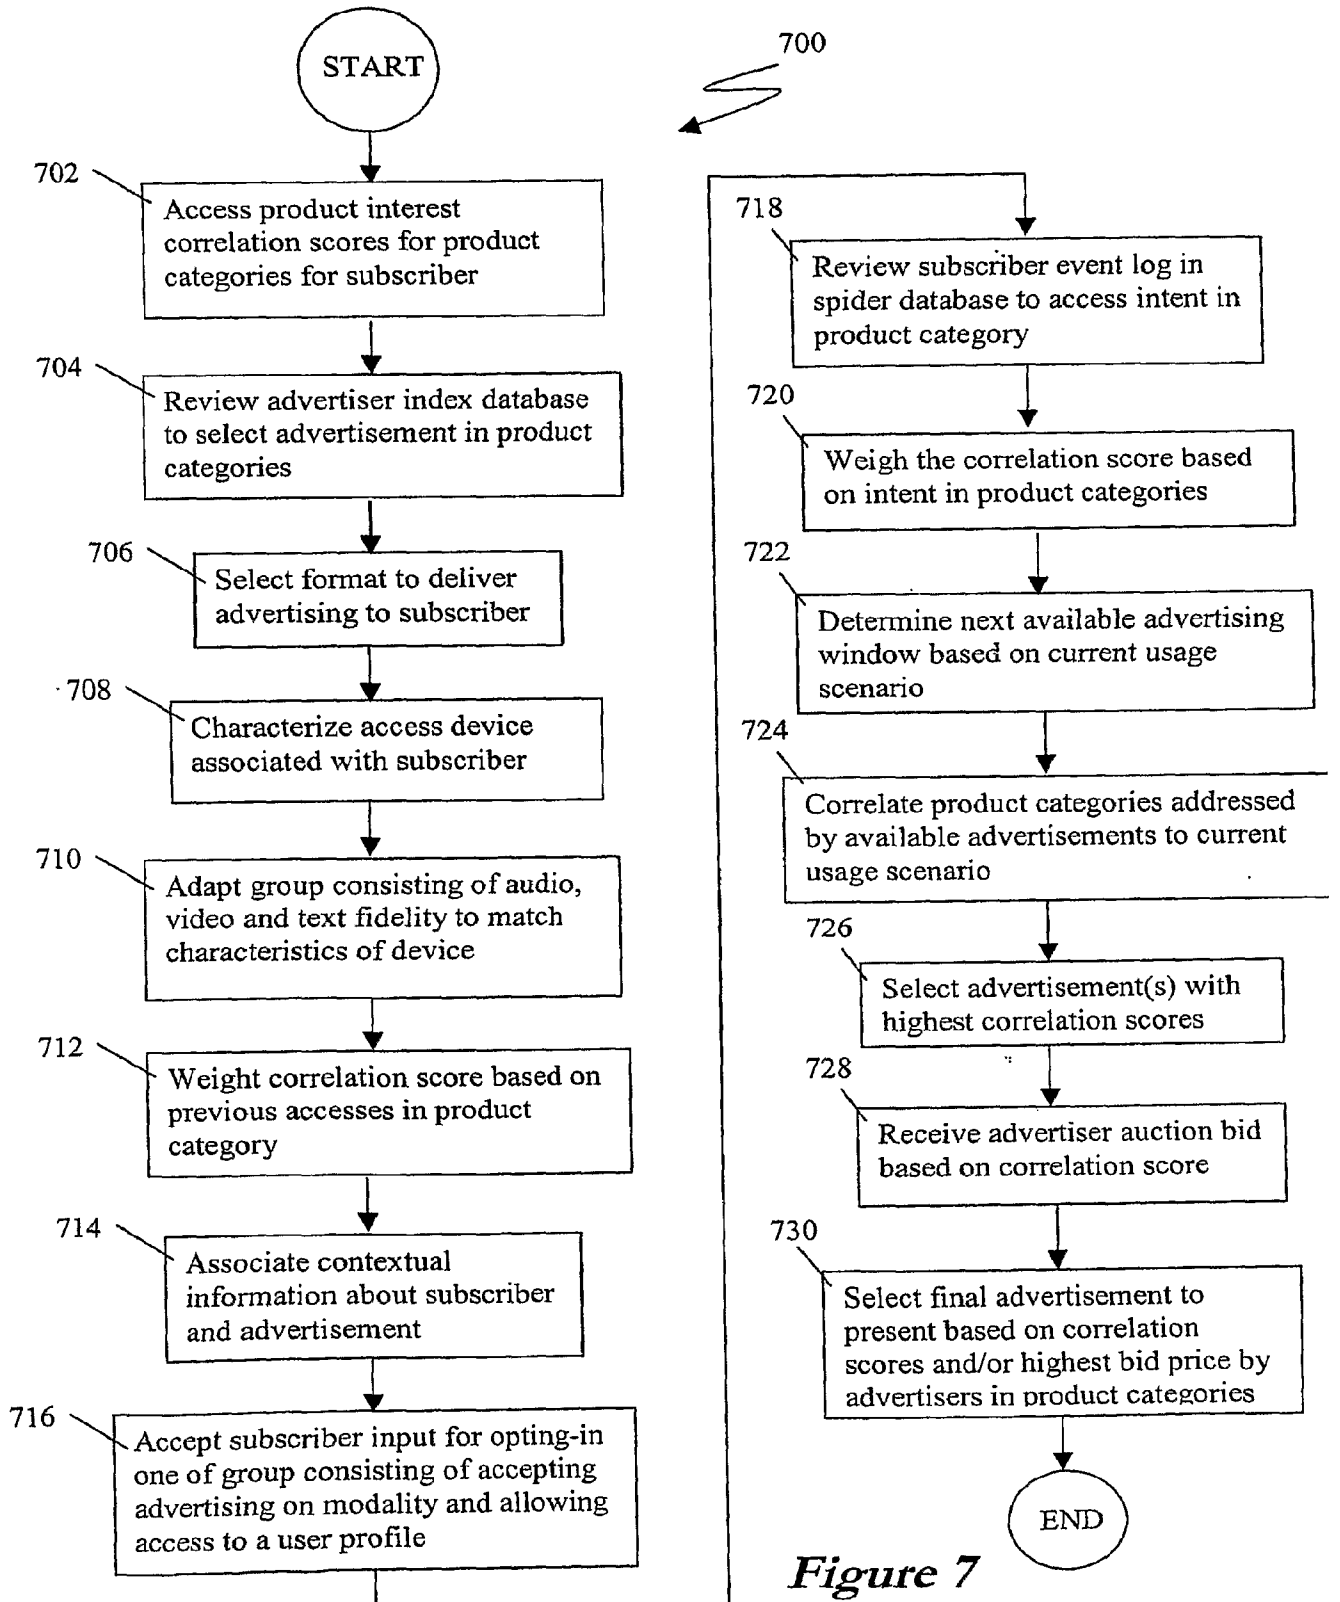 START
700
702
Access product interest
correlation scores for product
categories for subscriber
704
Review advertiser index database
to select advertisement in product
categories
706
Select format to deliver
advertising to subscriber
708
Characterize access device
associated with subscriber
710
Adapt group consisting of audio,
video and text fidelity to match
characteristics of device
712
Weight correlation score based on
previous accesses in product
category
714
Associate contextual
information about subscriber
and advertisement
716
Accept subscriber input for opting-in
one of group consisting of accepting
advertising on modality and allowing
access to a user profile
718
Review subscriber event log in
spider database to access intent in
product category
720
Weigh the correlation score based
on intent in product categories
722
Determine next available advertising
window based on current usage
scenario
724
Correlate product categories addressed
by available advertisements to current
usage scenario
726
Select advertisement(s) with
highest correlation scores
728
Receive advertiser auction bid
based on correlation score
730
Select final advertisement to
present based on correlation
scores and/or highest bid price by
advertisers in product categories
END
Figure 7